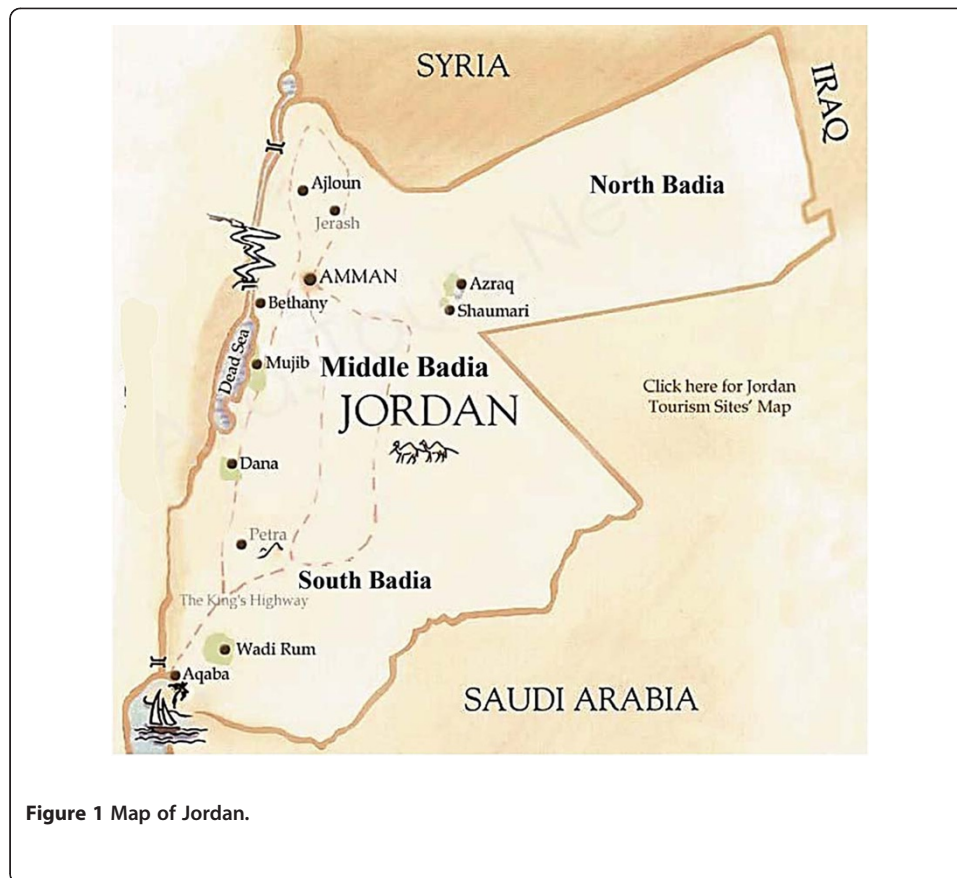 SYRIA
IRAQ
North Badia
Ajloun
Jerash
AMMAN
Azraq
Bethany
Shaumari
Dead Sea
Mujib
Middle Badia
JORDAN
Click here for Jordan
Tourism Sites' Map
Dana
Petra
South Badia
The King's Highway
Wadi Rum
Aqaba
SAUDI ARABIA
Figure 1 Map of Jordan.